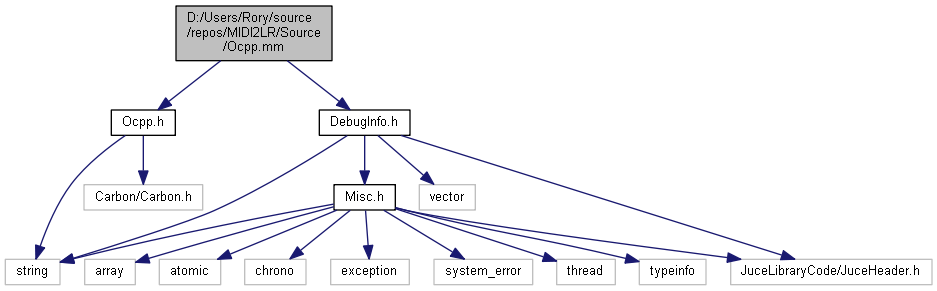 D:/Users/Rory/source
/repos/MIDI2LR/Source
/Ocpp.mm
Ocpp.h
DebugInfo.h
Carbon/Carbon.h
Misc.h
vector
string
array
atomic
chrono
exception
system_error
thread
typeinfo
JuceLibraryCode/JuceHeader.h